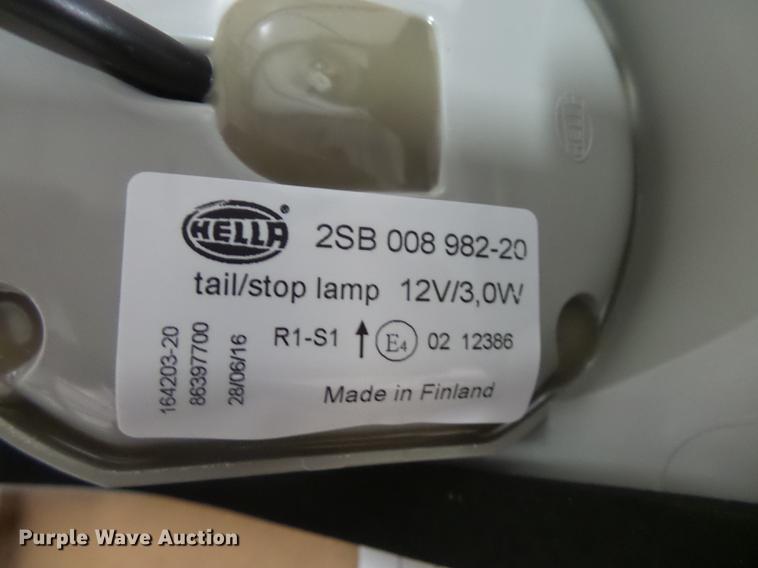 HELLA
HELLA® 2SB 008 982-20
tail/stop lamp 12V/3,0W
R1-S1 ↑ E4 02 12386
Made in Finland
164203-20
86397700
28/06/16
Purple Wave Auction